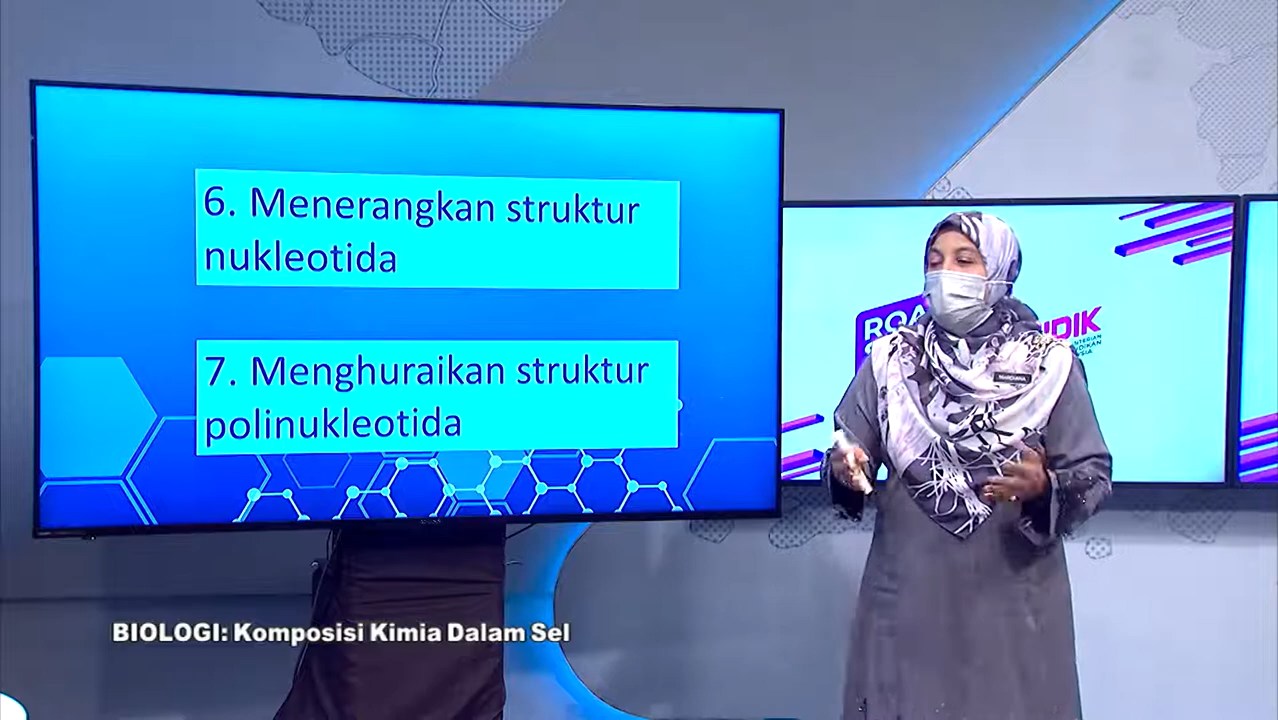 6. Menerangkan struktur
nukleotida
7. Menghuraikan struktur
polinukleotida
BIOLOGI: Komposisi Kimia Dalam Sel